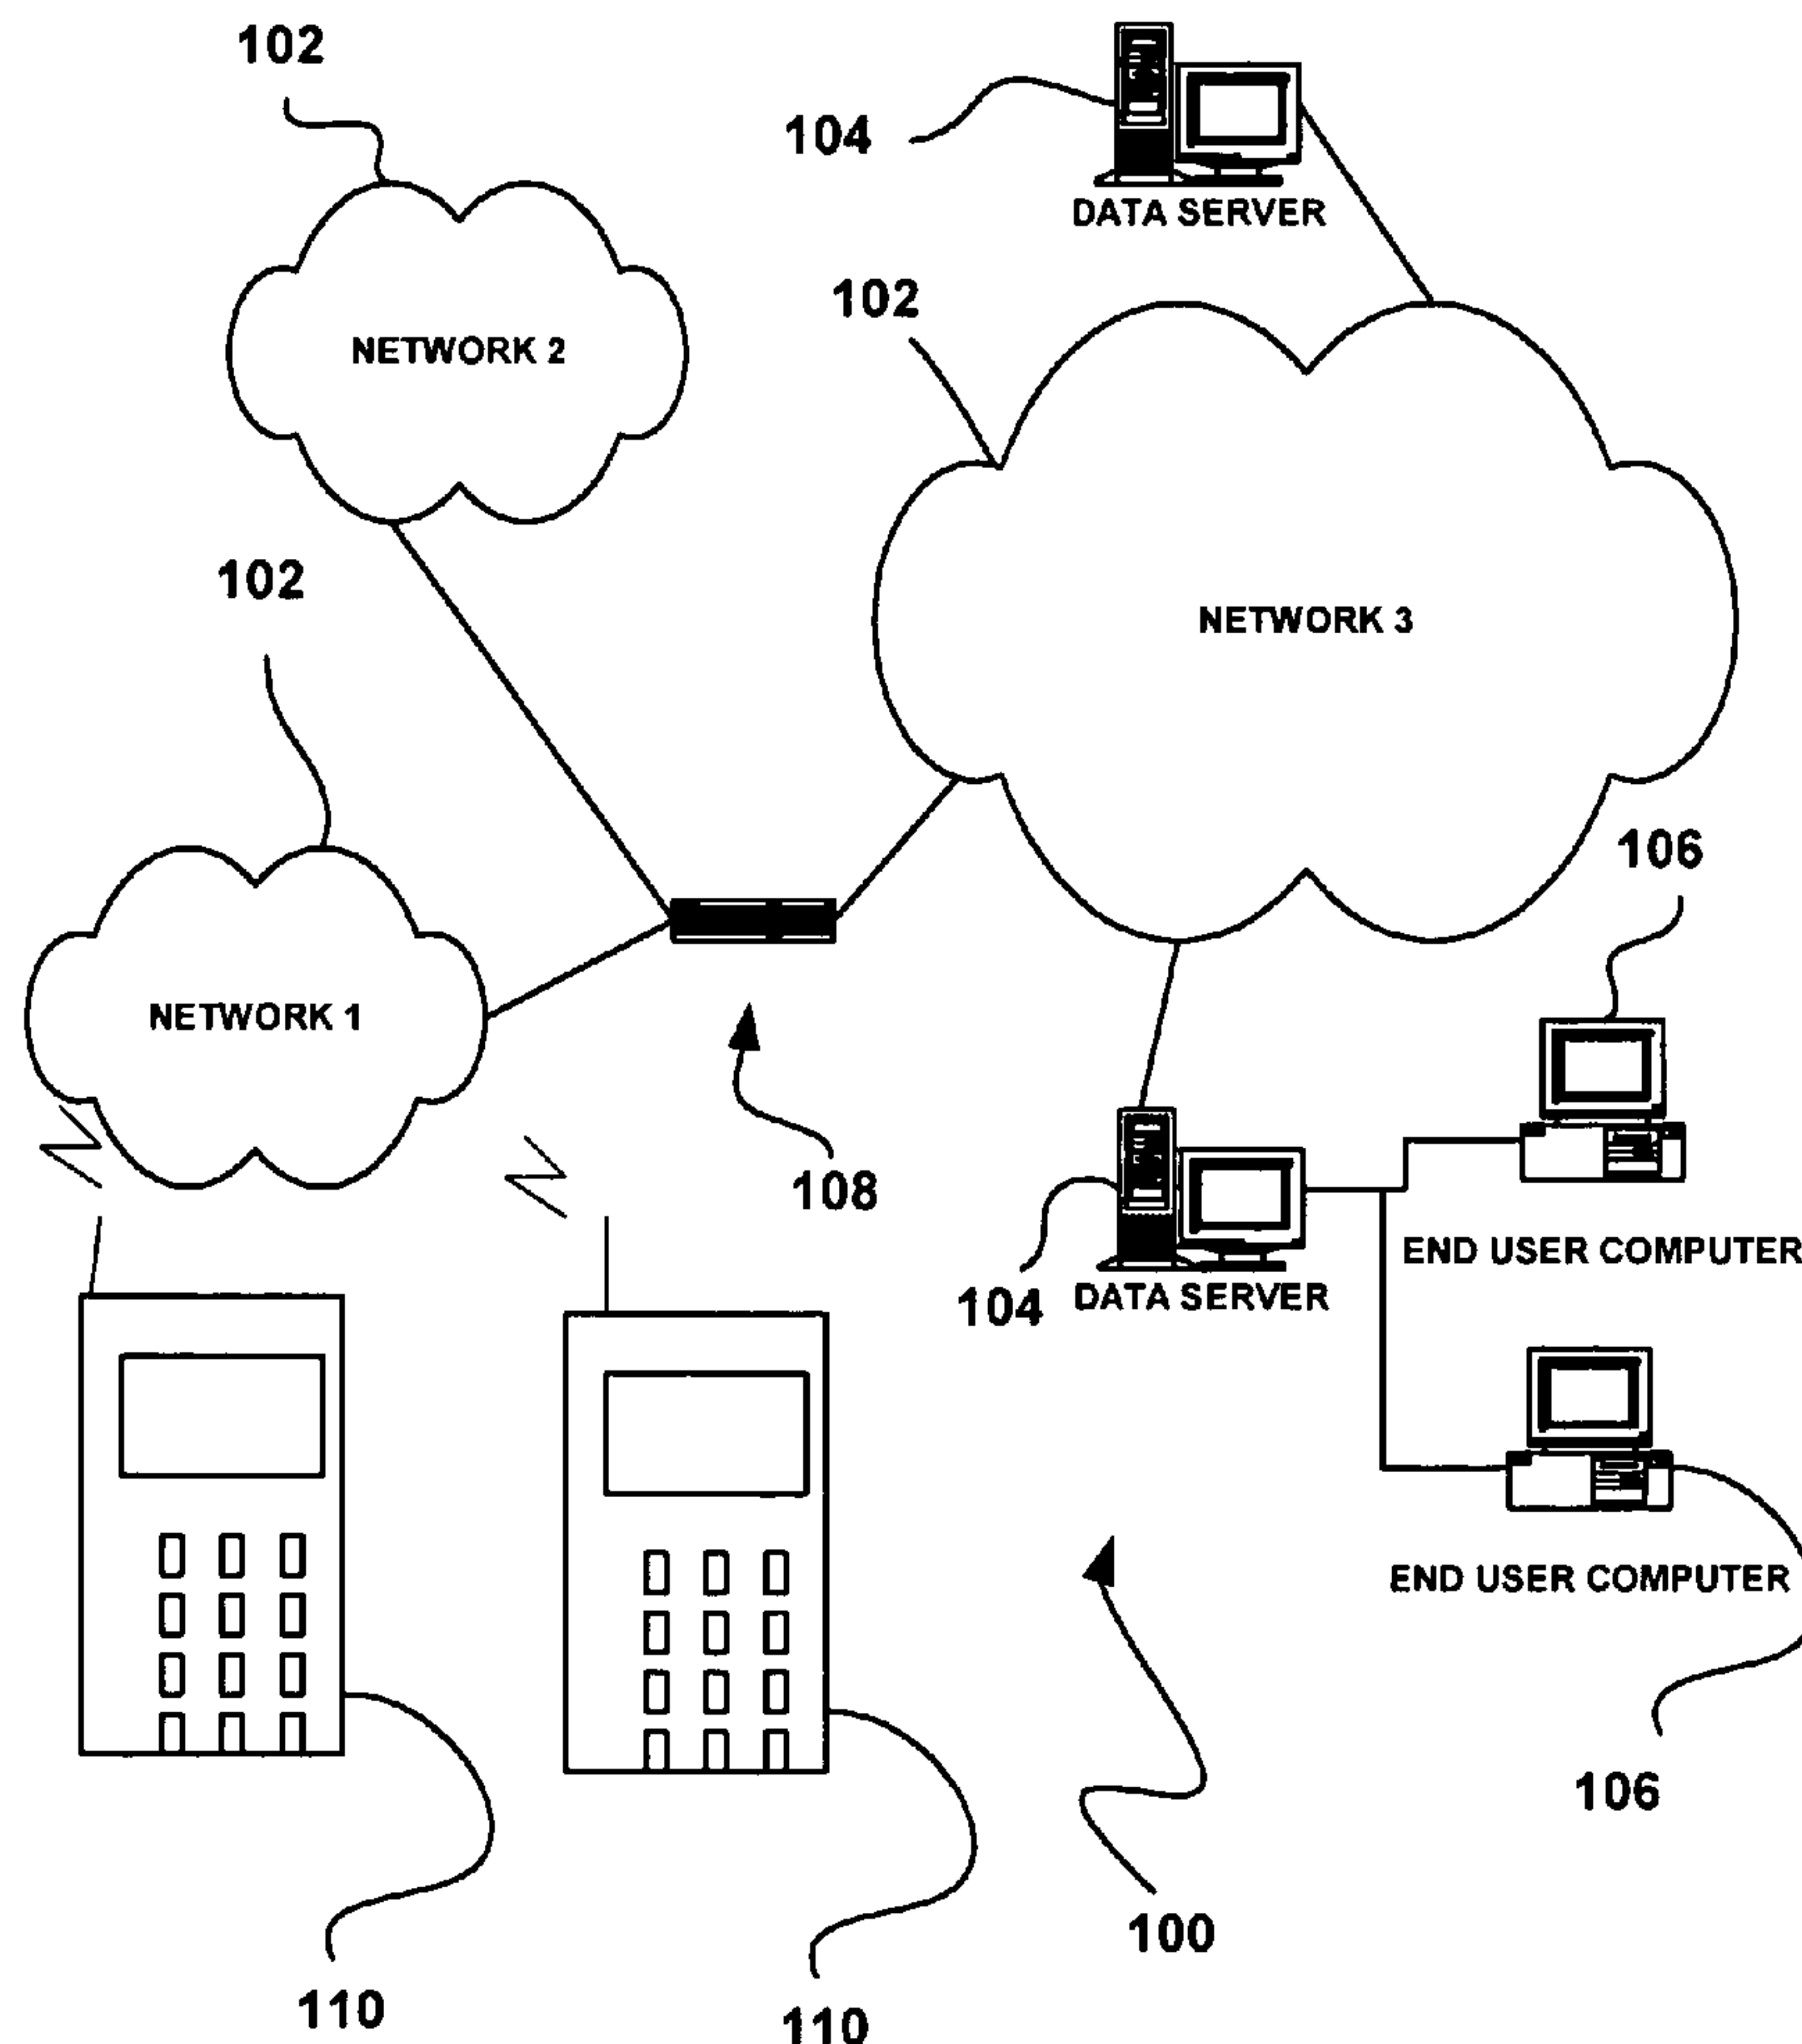 102
104
DATA SERVER
102
NETWORK 2
102
NETWORK 3
106
NETWORK 1
108
END USER COMPUTER
104
DATA SERVER
END USER COMPUTER
106
100
110
110